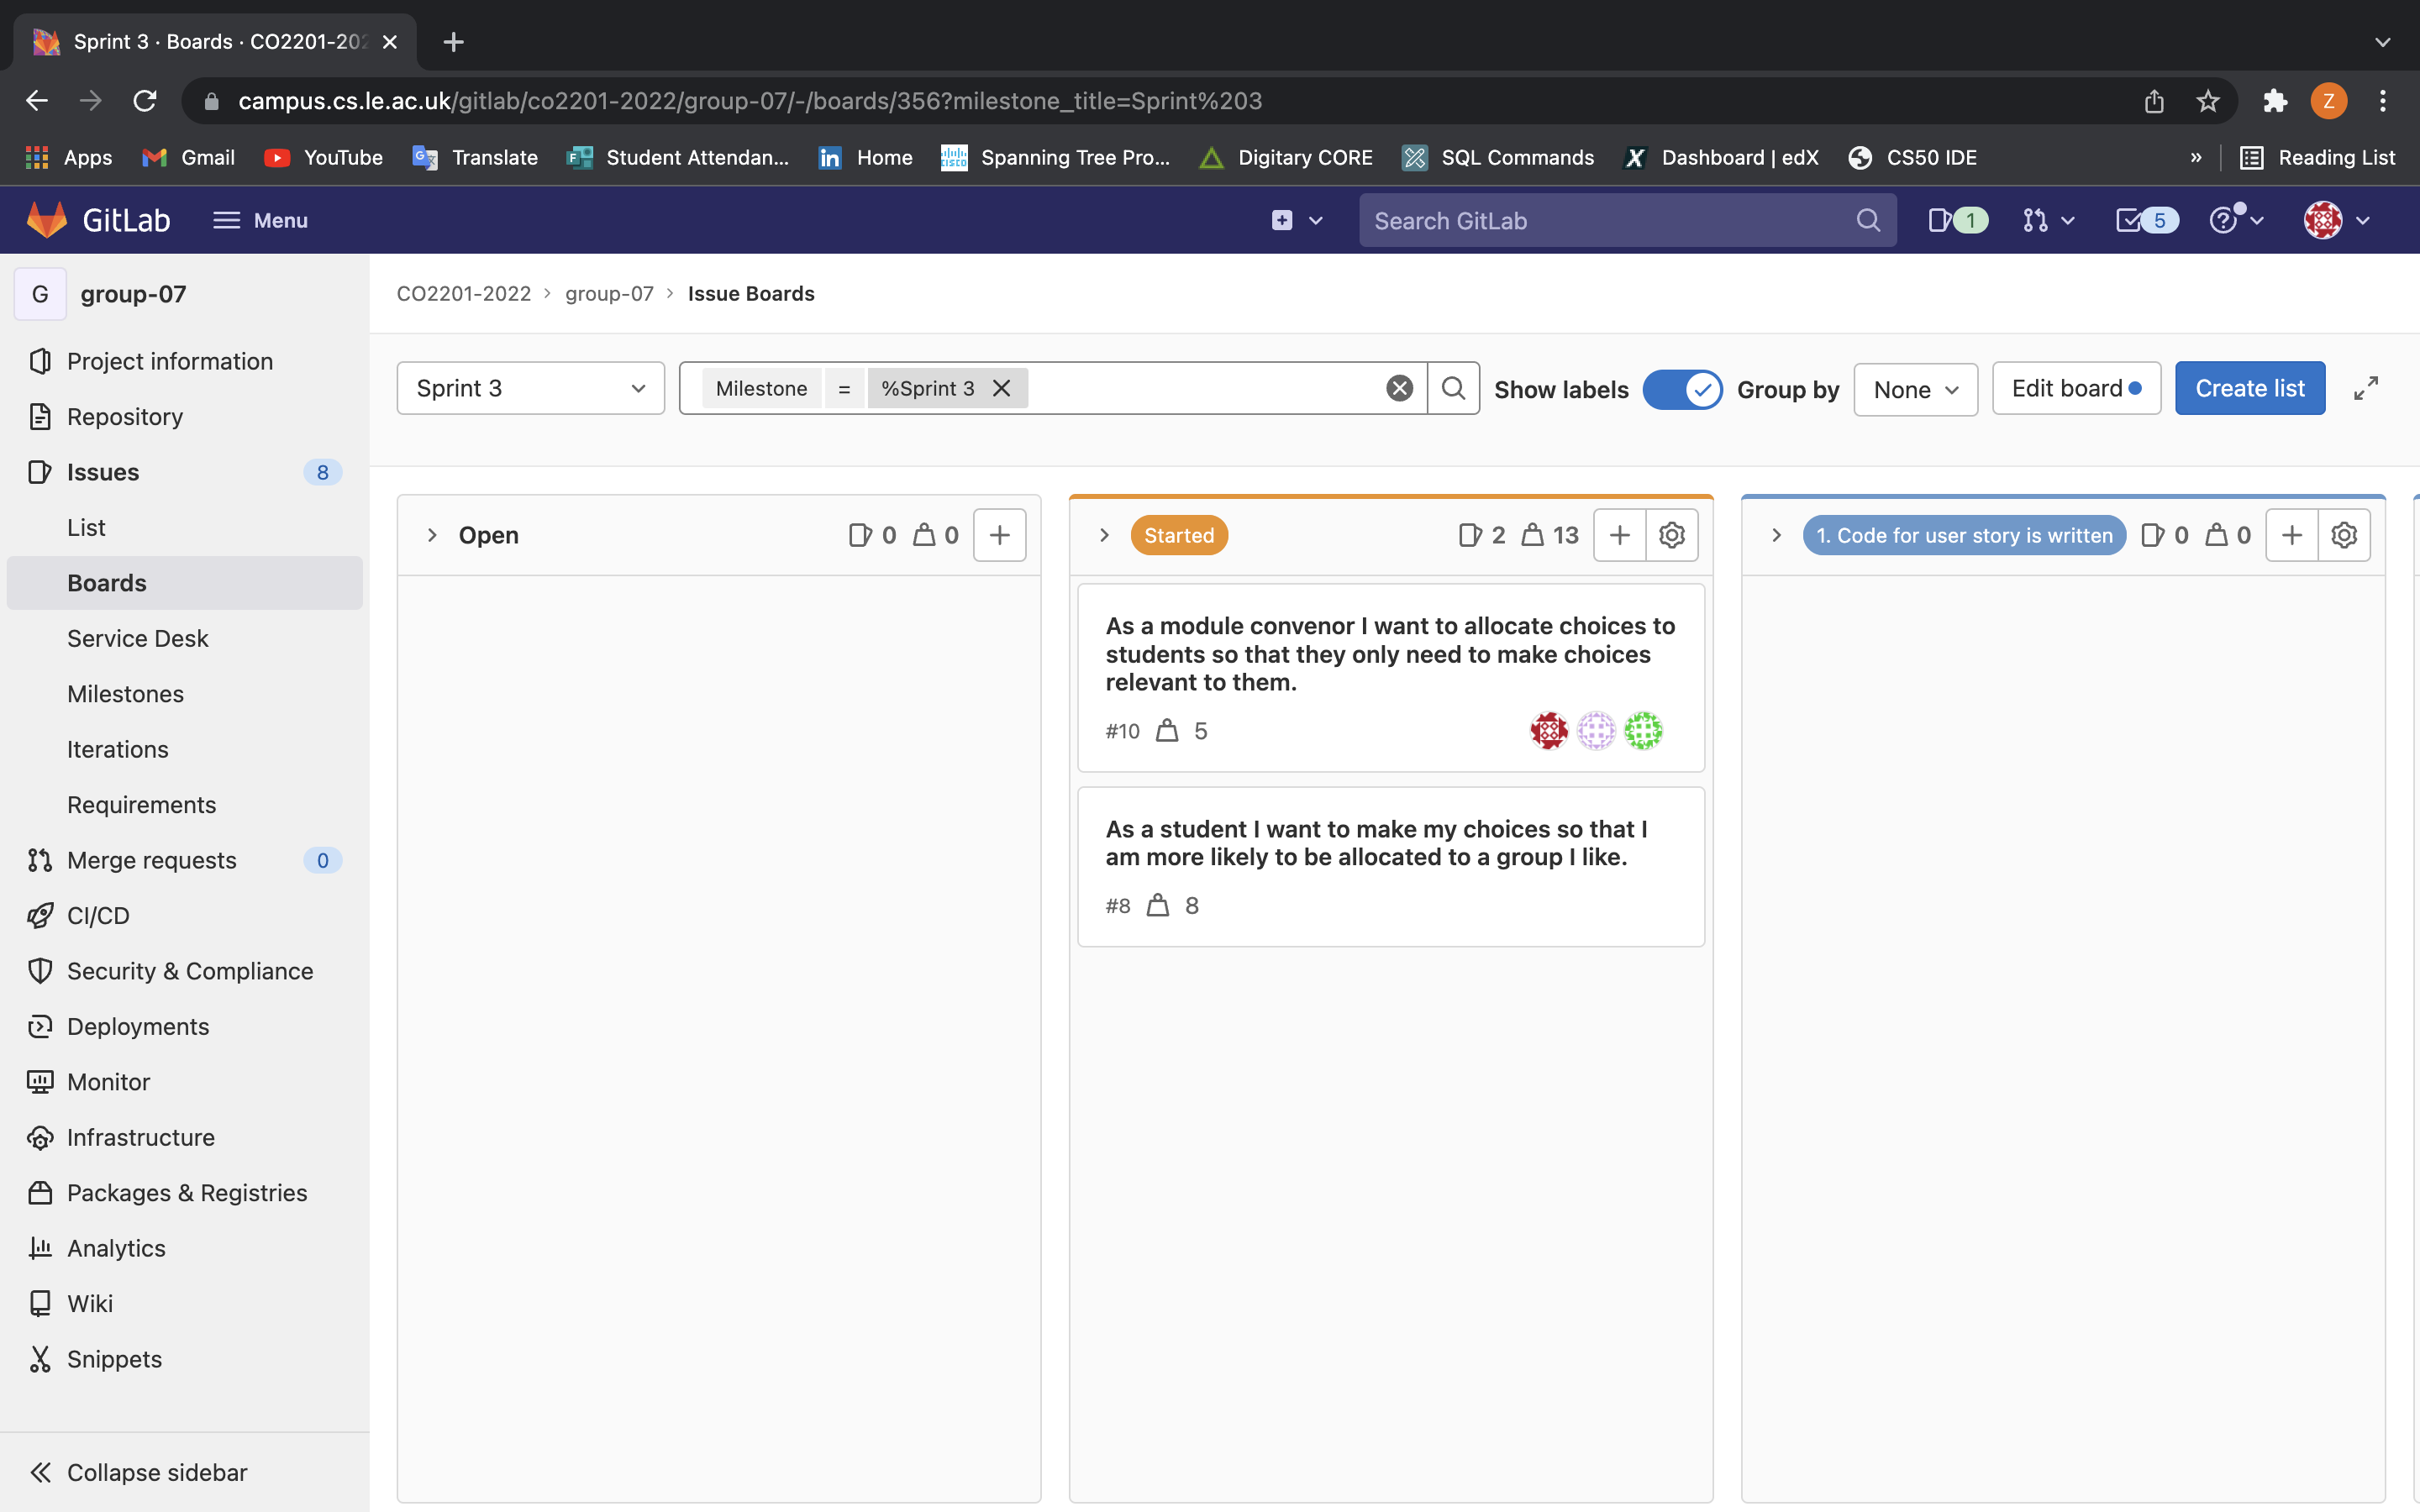 Sprint 3 · Boards · CO2201-202
campus.cs.le.ac.uk/gitlab/co2201-2022/group-07/-/boards/356?milestone_title=Sprint%203
Z
Apps Gmail YouTube Translate Student Attendan... Home Spanning Tree Pro... Digitary CORE SQL Commands Dashboard | edX CS50 IDE » Reading List
GitLab Menu Search GitLab 1 5
G group-07
CO2201-2022 > group-07 > Issue Boards
Project information
Repository
Issues 8
List
Boards
Service Desk
Milestones
Iterations
Requirements
Merge requests 0
CI/CD
Security & Compliance
Deployments
Monitor
Infrastructure
Packages & Registries
Analytics
Wiki
Snippets
Collapse sidebar
Sprint 3 Milestone = %Sprint 3 Show labels Group by None Edit board Create list
Open 0 0
Started 2 13
As a module convenor I want to allocate choices to
students so that they only need to make choices
relevant to them.
#10 5
As a student I want to make my choices so that I
am more likely to be allocated to a group I like.
#8 8
1. Code for user story is written 0 0